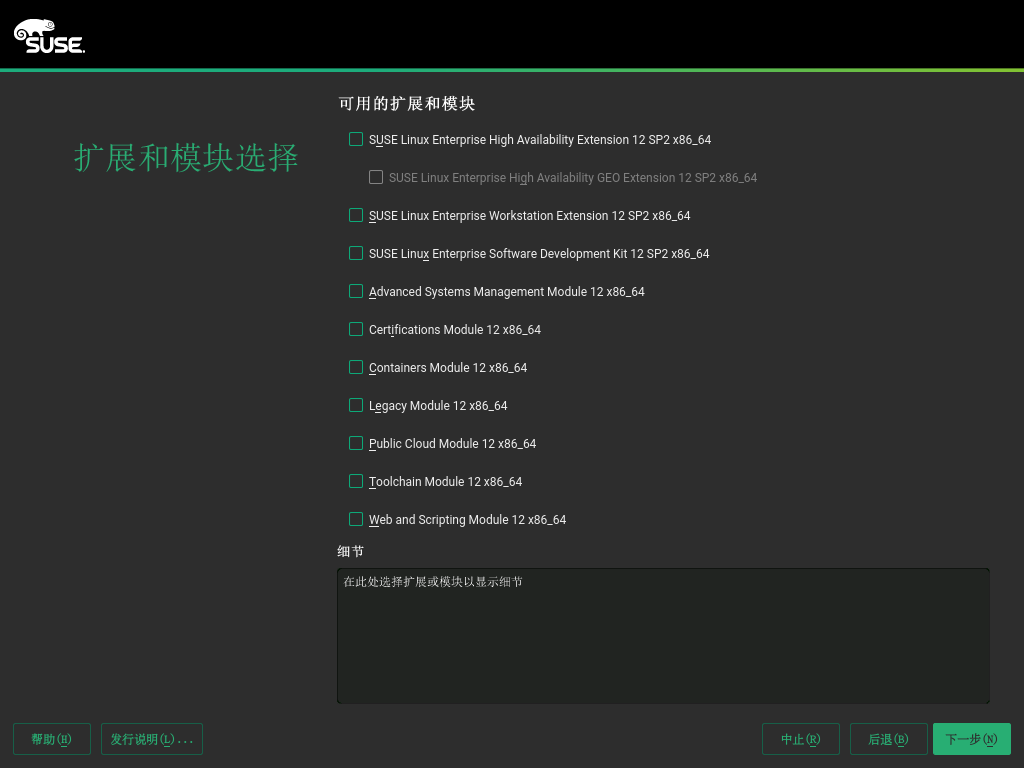 SUSE
可用的扩展和模块
扩展和模块选择
SUSE Linux Enterprise High Availability Extension 12 SP2 x86_64
SUSE Linux Enterprise High Availability GEO Extension 12 SP2 x86_64
SUSE Linux Enterprise Workstation Extension 12 SP2 x86_64
SUSE Linux Enterprise Software Development Kit 12 SP2 x86_64
Advanced Systems Management Module 12 x86_64
Certifications Module 12 x86_64
Containers Module 12 x86_64
Legacy Module 12 x86_64
Public Cloud Module 12 x86_64
Toolchain Module 12 x86_64
Web and Scripting Module 12 x86_64
细节
在此处选择扩展或模块以显示细节
帮助(H) 发行说明(L)... 中止(R) 后退(B) 下一步(N)